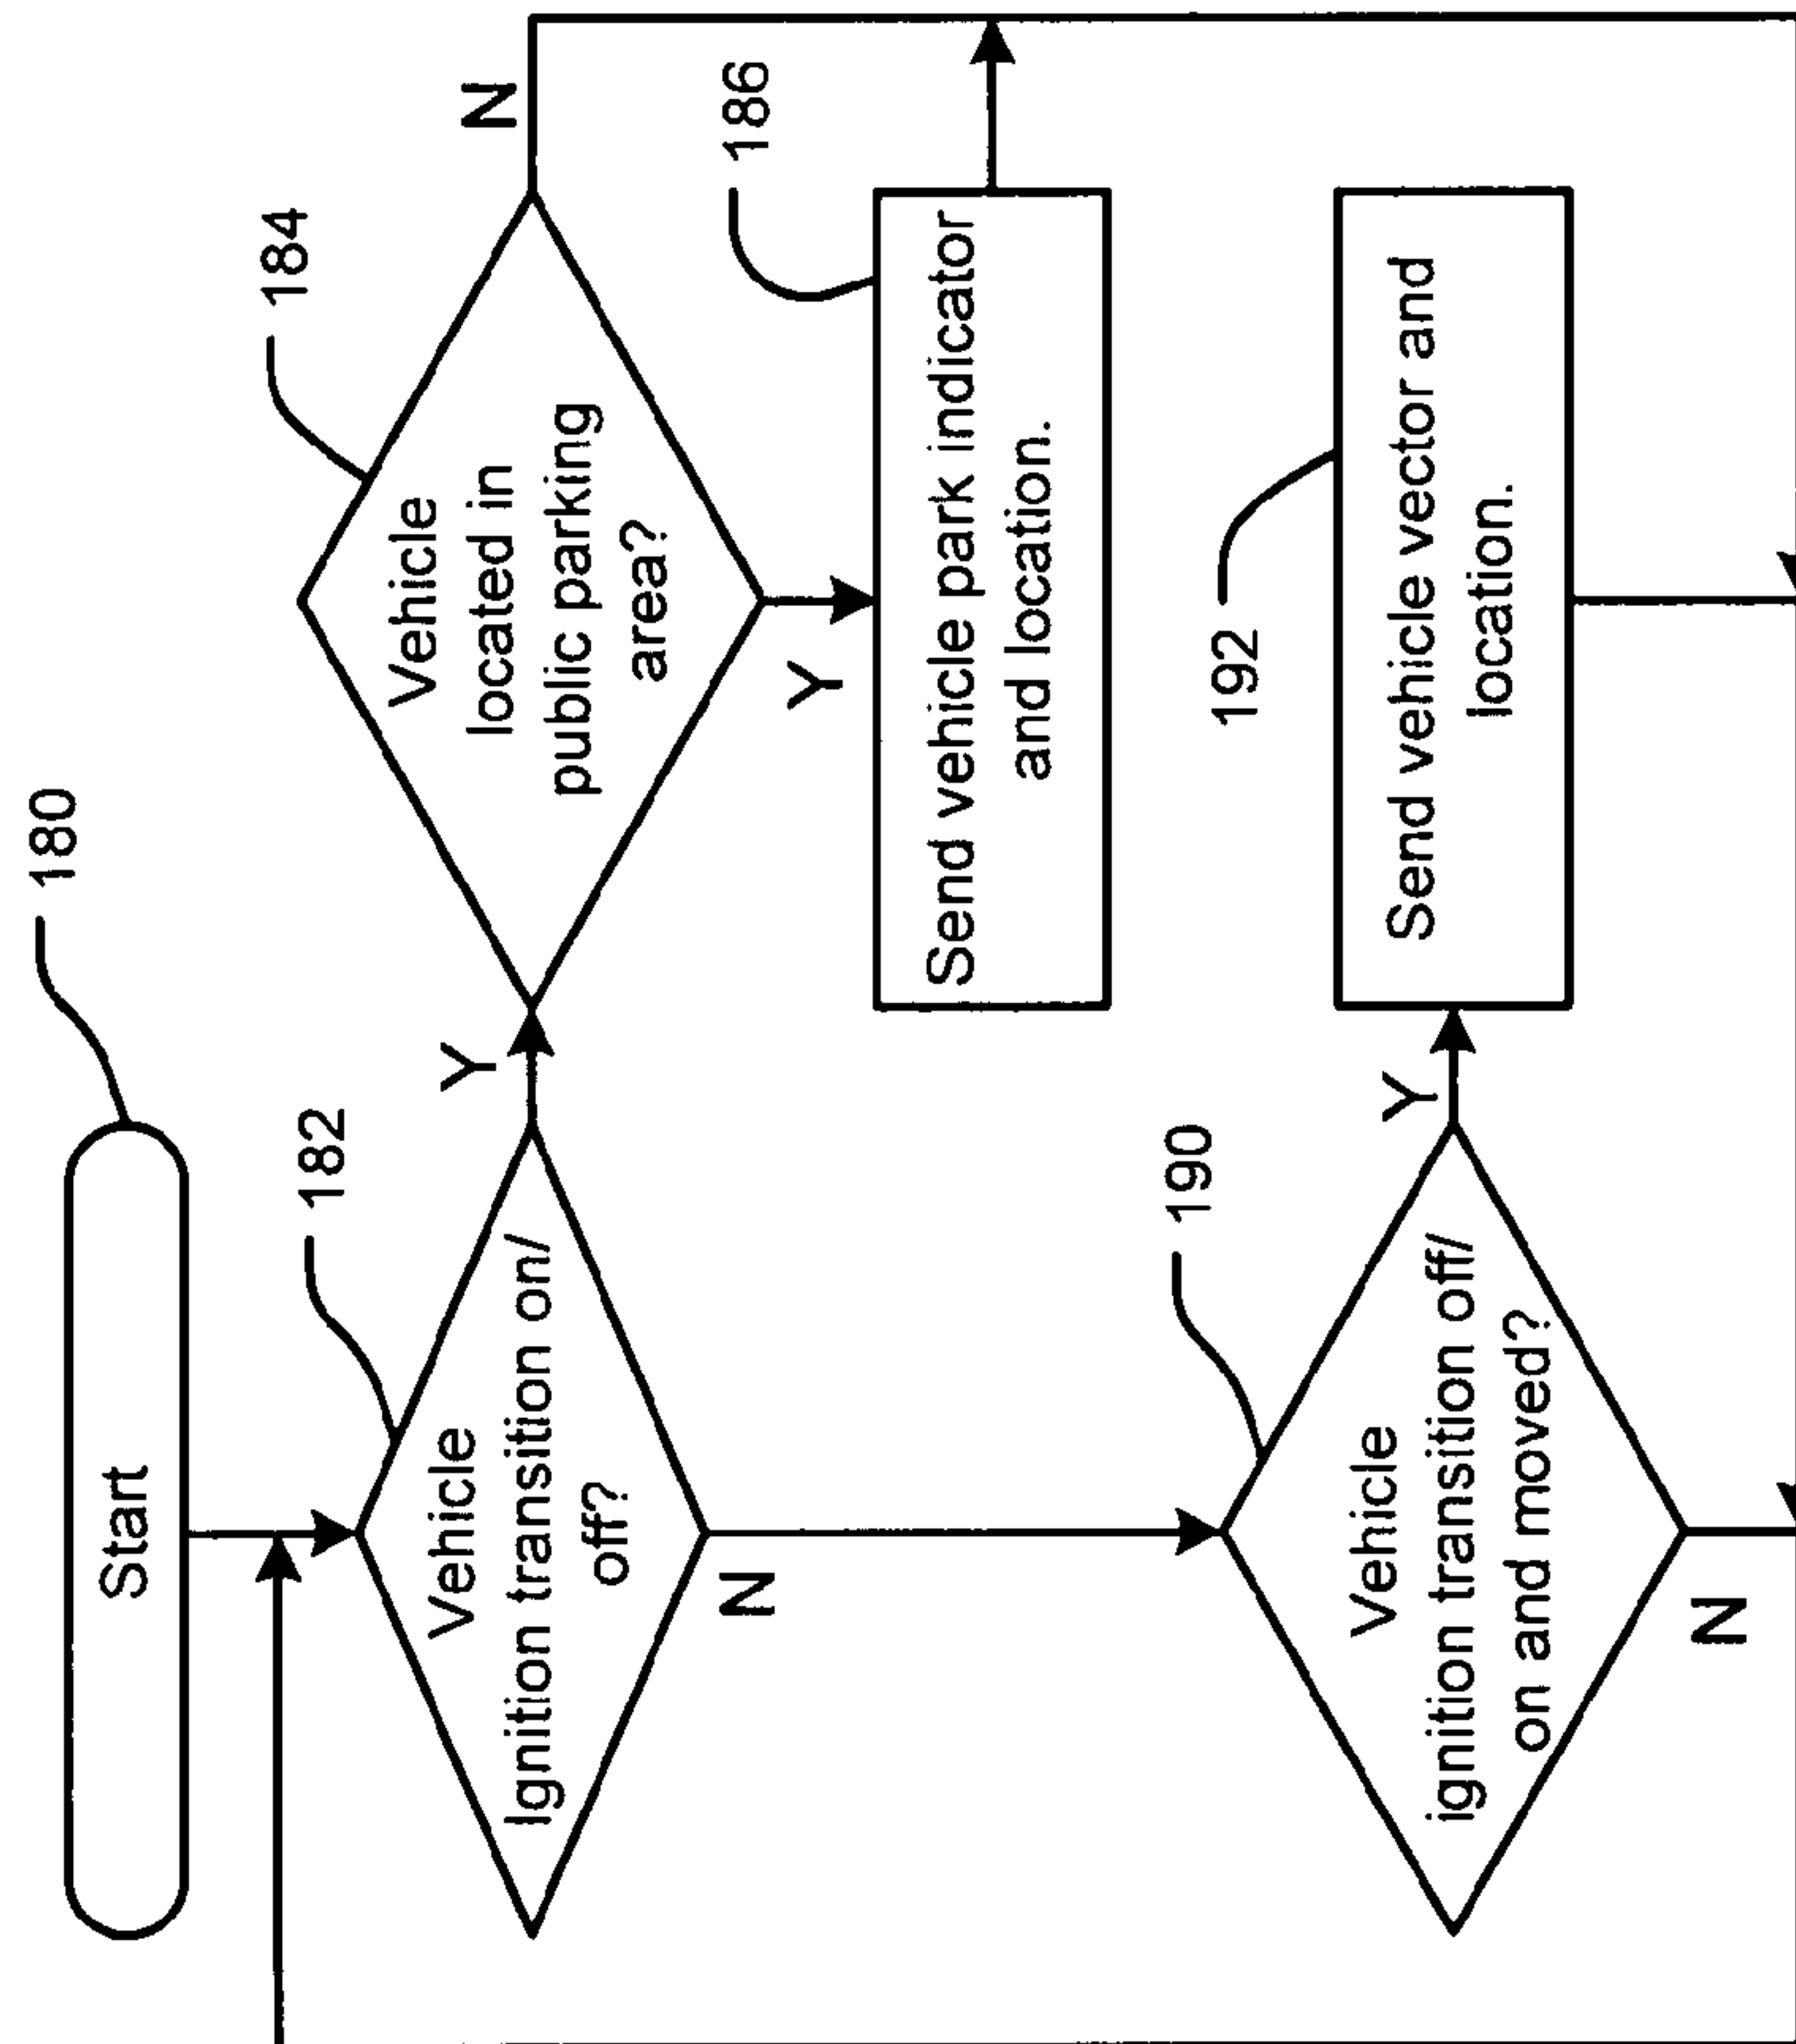 180
Start
182
Vehicle
Ignition transition on/
off?
Y
N
184
Vehicle
located in
public parking
area?
N
Y
186
Send vehicle park indicator
and location.
190
Vehicle
ignition transition off/
on and moved?
Y
N
192
Send vehicle vector and
location.